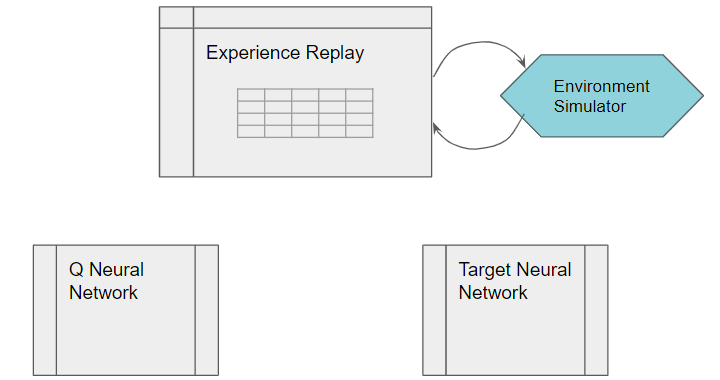 Experience Replay
Environment
Simulator
Q Neural
Network
Target Neural
Network